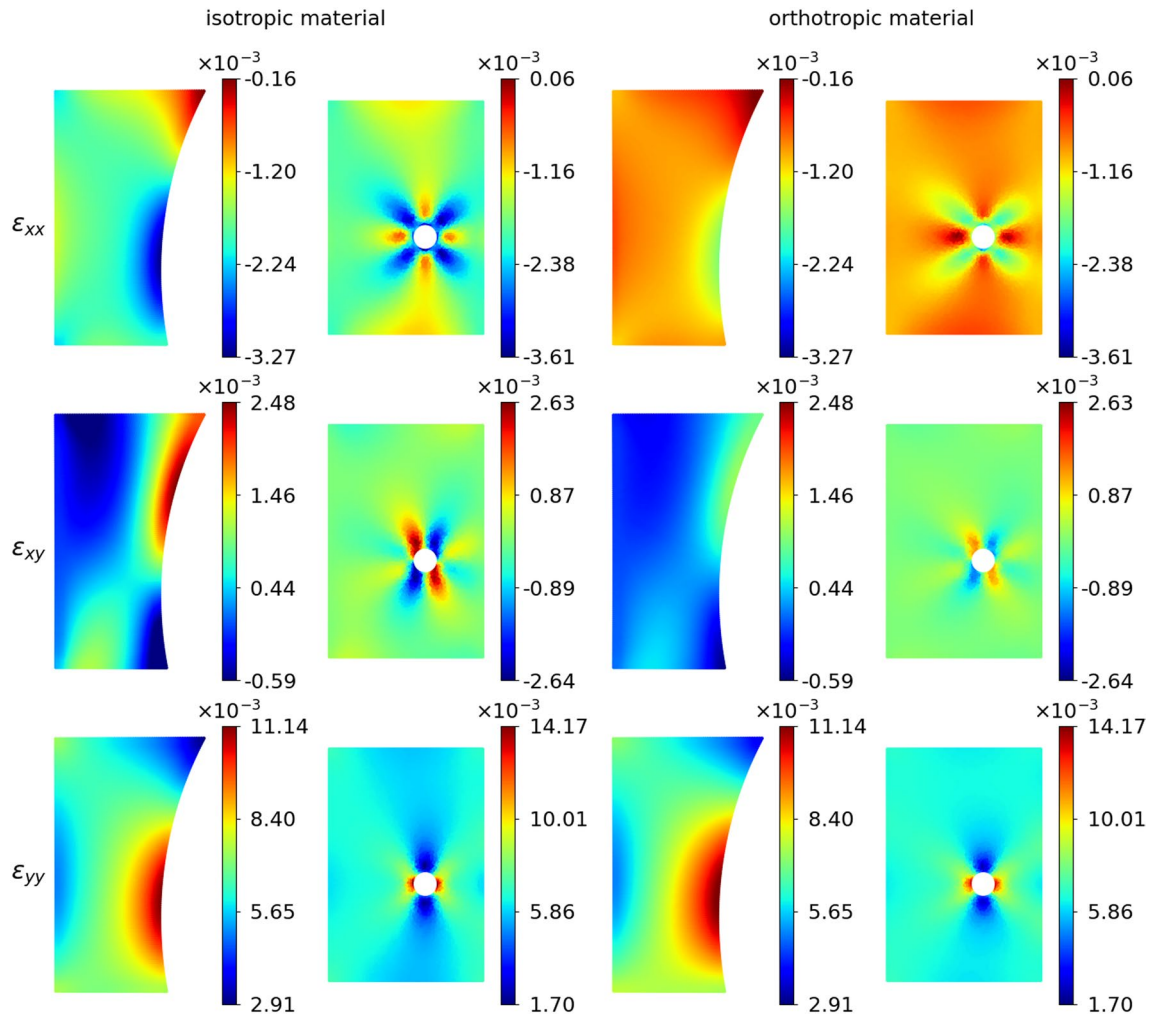 isotropic material orthotropic material
×10⁻³ ×10⁻³ ×10⁻³ ×10⁻³
-0.16 0.06 -0.16 0.06
-1.20 -1.16 -1.20 -1.16
εxx
-2.24 -2.38 -2.24 -2.38
-3.27 -3.61 -3.27 -3.61
×10⁻³ ×10⁻³ ×10⁻³ ×10⁻³
2.48 2.63 2.48 2.63
1.46 0.87 1.46 0.87
εxy
0.44 -0.89 0.44 -0.89
-0.59 -2.64 -0.59 -2.64
×10⁻³ ×10⁻³ ×10⁻³ ×10⁻³
11.14 14.17 11.14 14.17
8.40 10.01 8.40 10.01
εyy
5.65 5.86 5.65 5.86
2.91 1.70 2.91 1.70